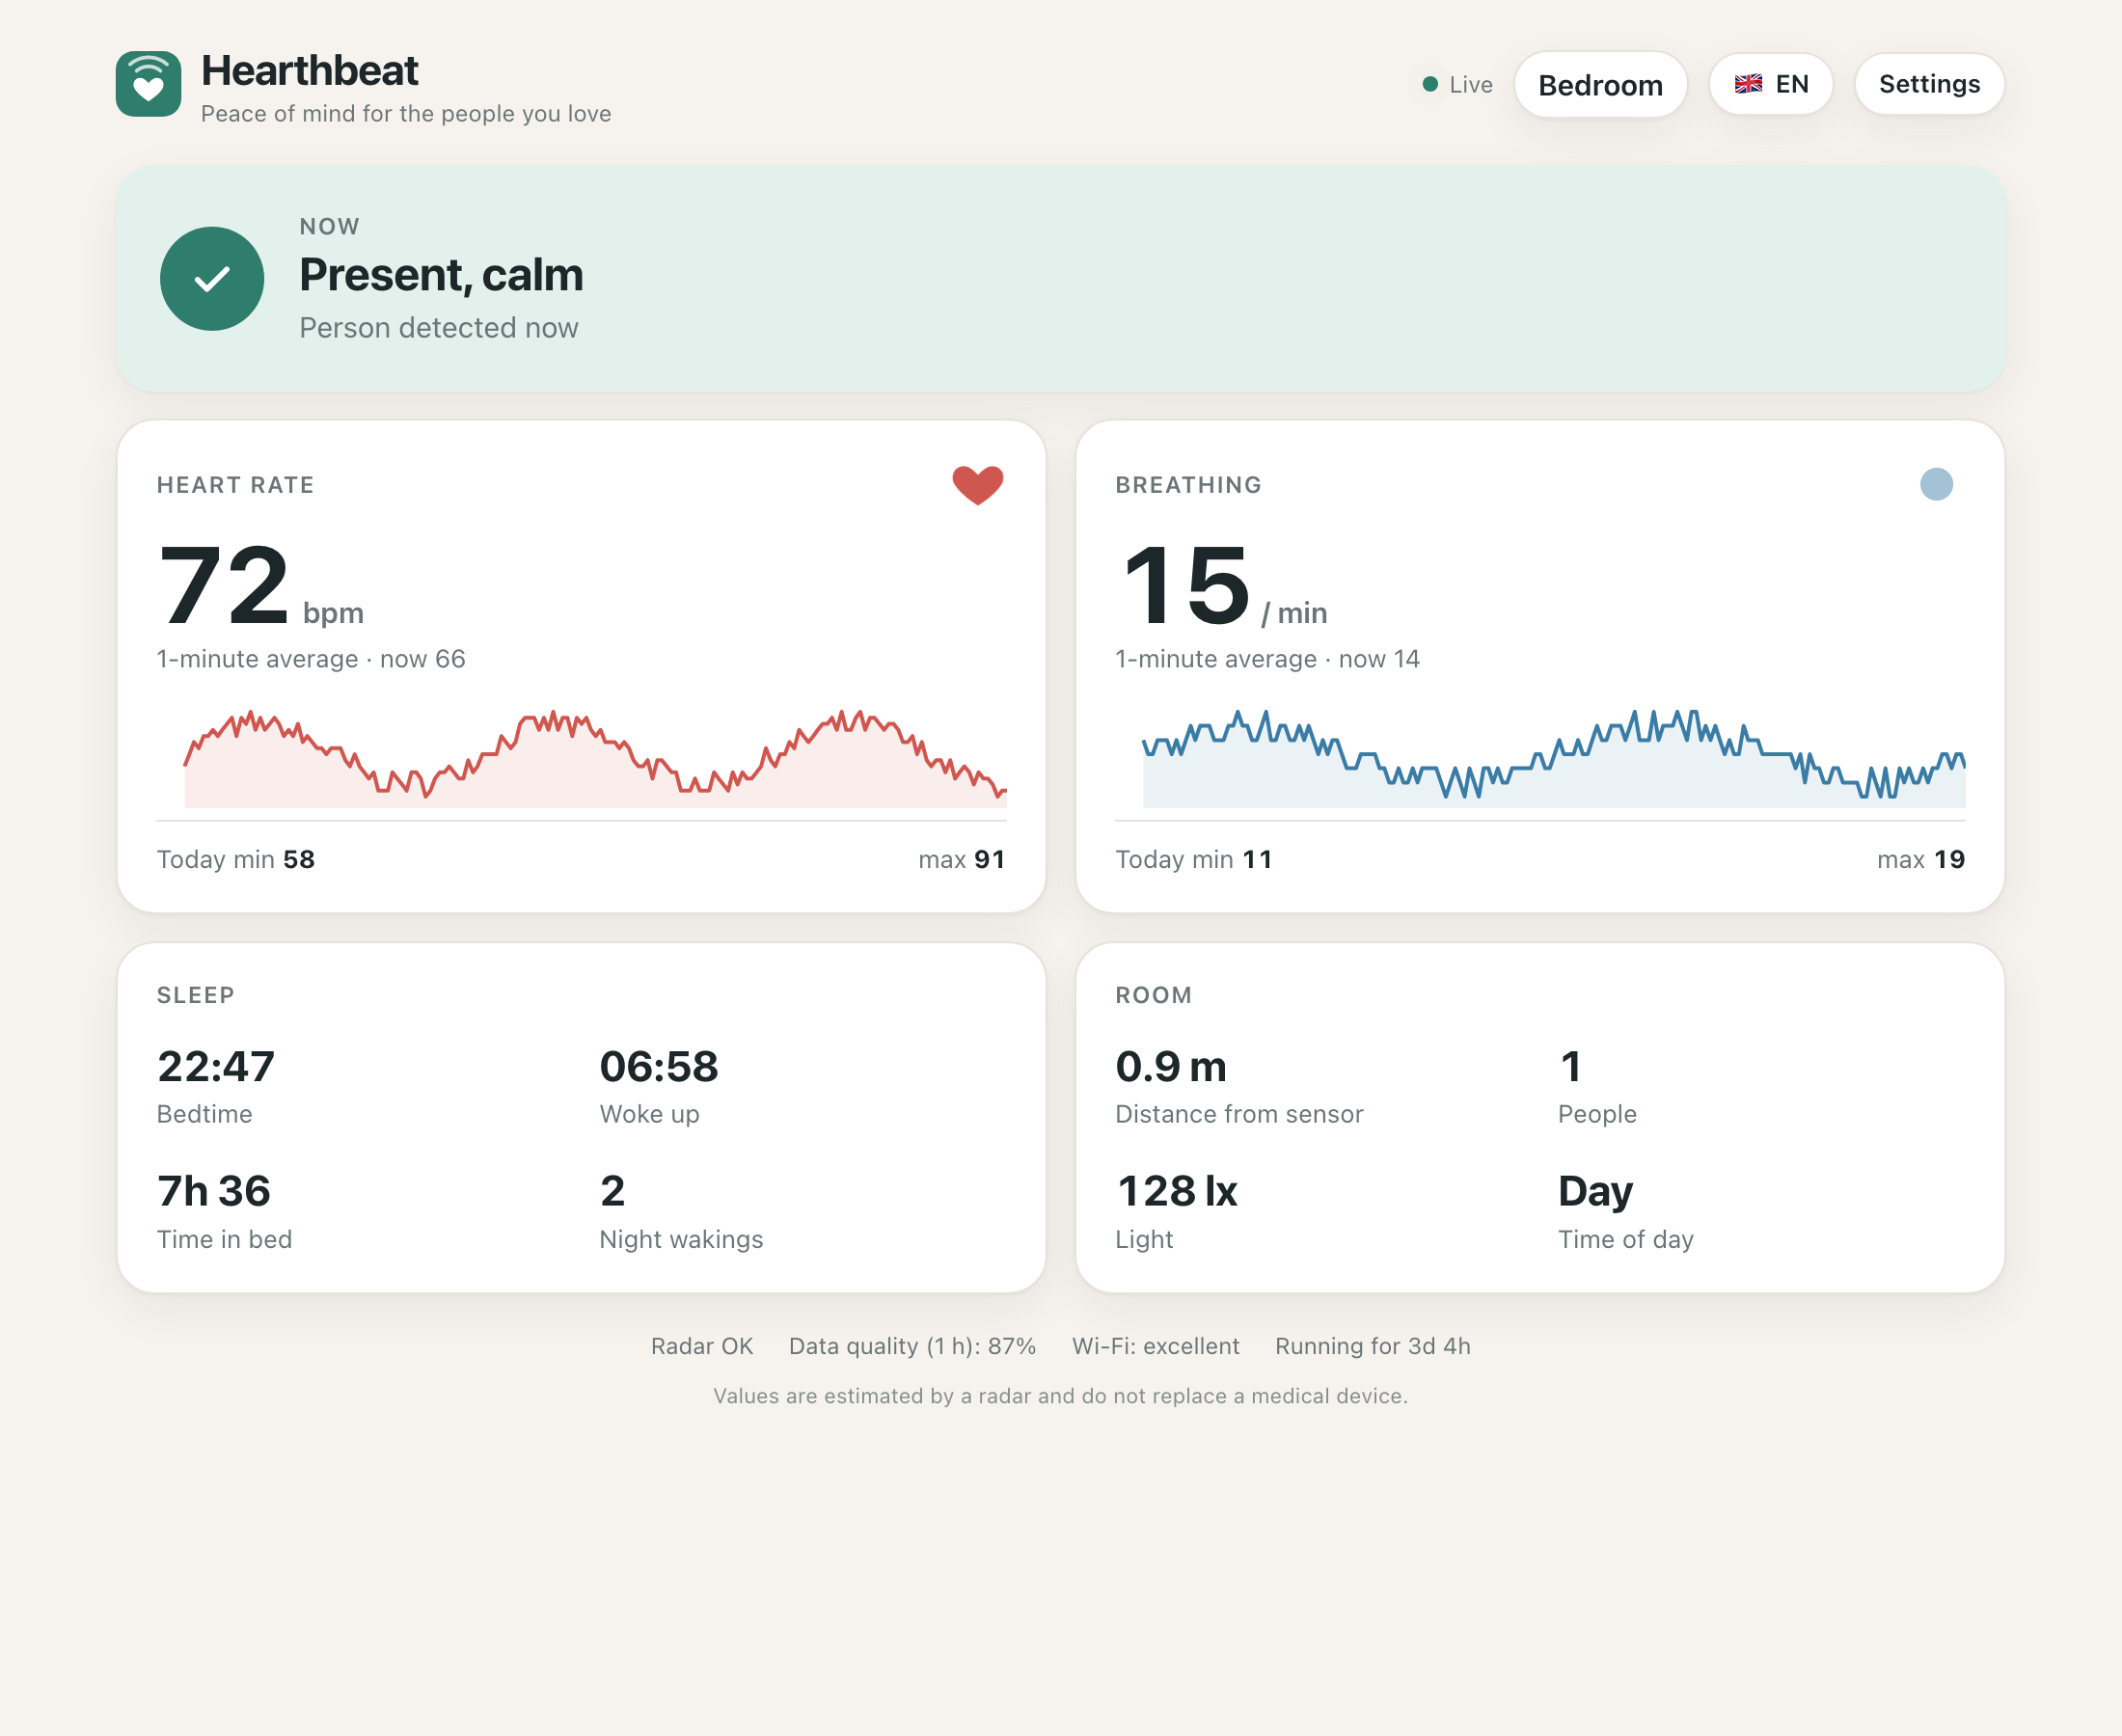 Hearthbeat
Peace of mind for the people you love
Live
Bedroom
EN
Settings
NOW
Present, calm
Person detected now
HEART RATE
72 bpm
1-minute average · now 66
Today min 58
max 91
BREATHING
15 / min
1-minute average · now 14
Today min 11
max 19
SLEEP
22:47
Bedtime
06:58
Woke up
7h 36
Time in bed
2
Night wakings
ROOM
0.9 m
Distance from sensor
1
People
128 lx
Light
Day
Time of day
Radar OK Data quality (1 h): 87% Wi-Fi: excellent Running for 3d 4h
Values are estimated by a radar and do not replace a medical device.